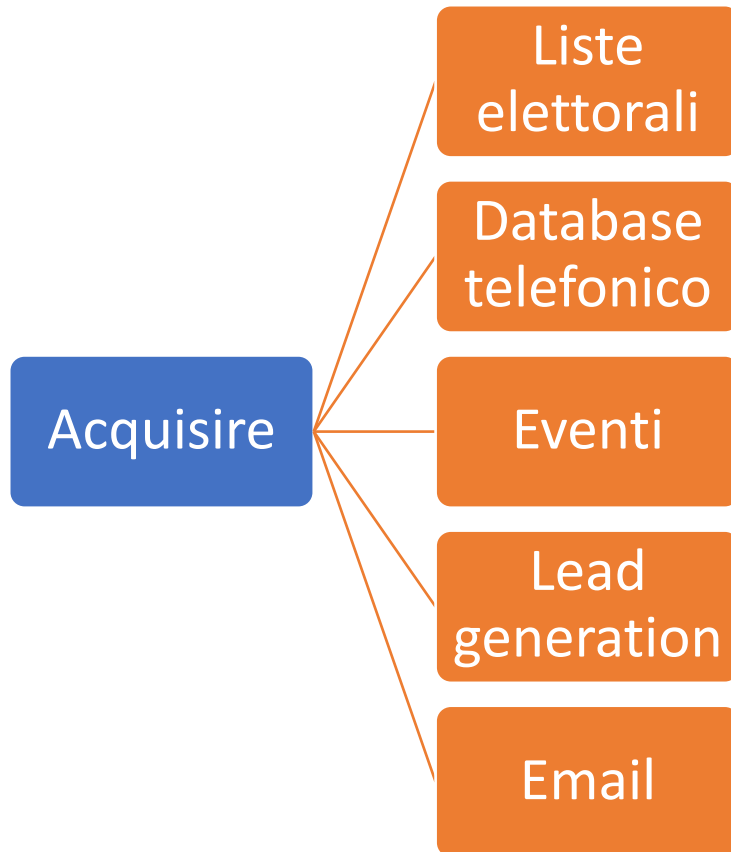 Liste
elettorali
Database
telefonico
Acquisire
Eventi
Lead
generation
Email